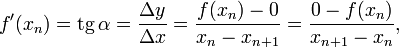 f′(xₙ) = tg α = Δy/Δx = (f(xₙ) − 0)/(xₙ − xₙ₊₁) = (0 − f(xₙ))/(xₙ₊₁ − xₙ),